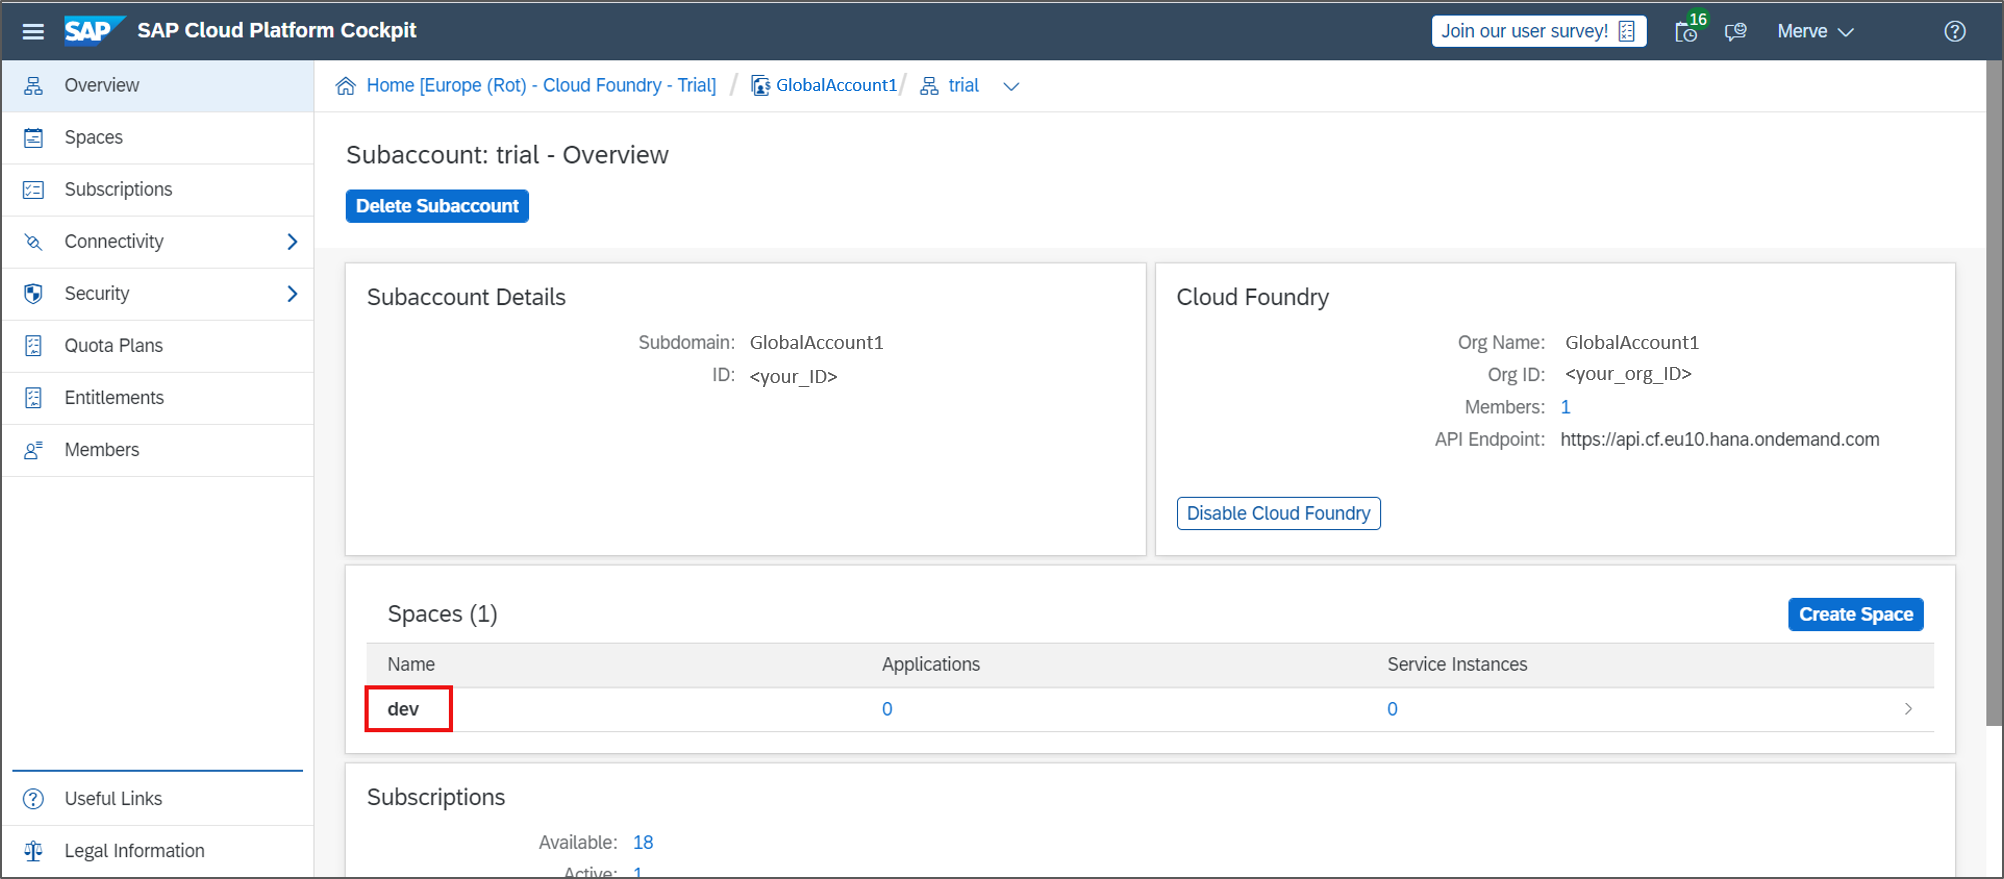 SAP SAP Cloud Platform Cockpit
Join our user survey!
16
Merve
Overview
Spaces
Subscriptions
Connectivity
Security
Quota Plans
Entitlements
Members
Useful Links
Legal Information
Home [Europe (Rot) - Cloud Foundry - Trial] / GlobalAccount1 / trial
Subaccount: trial - Overview
Delete Subaccount
Subaccount Details
Subdomain: GlobalAccount1
ID: <your_ID>
Cloud Foundry
Org Name: GlobalAccount1
Org ID: <your_org_ID>
Members: 1
API Endpoint: https://api.cf.eu10.hana.ondemand.com
Disable Cloud Foundry
Spaces (1)
Create Space
Name Applications Service Instances
dev 0 0
Subscriptions
Available: 18
Active: 1